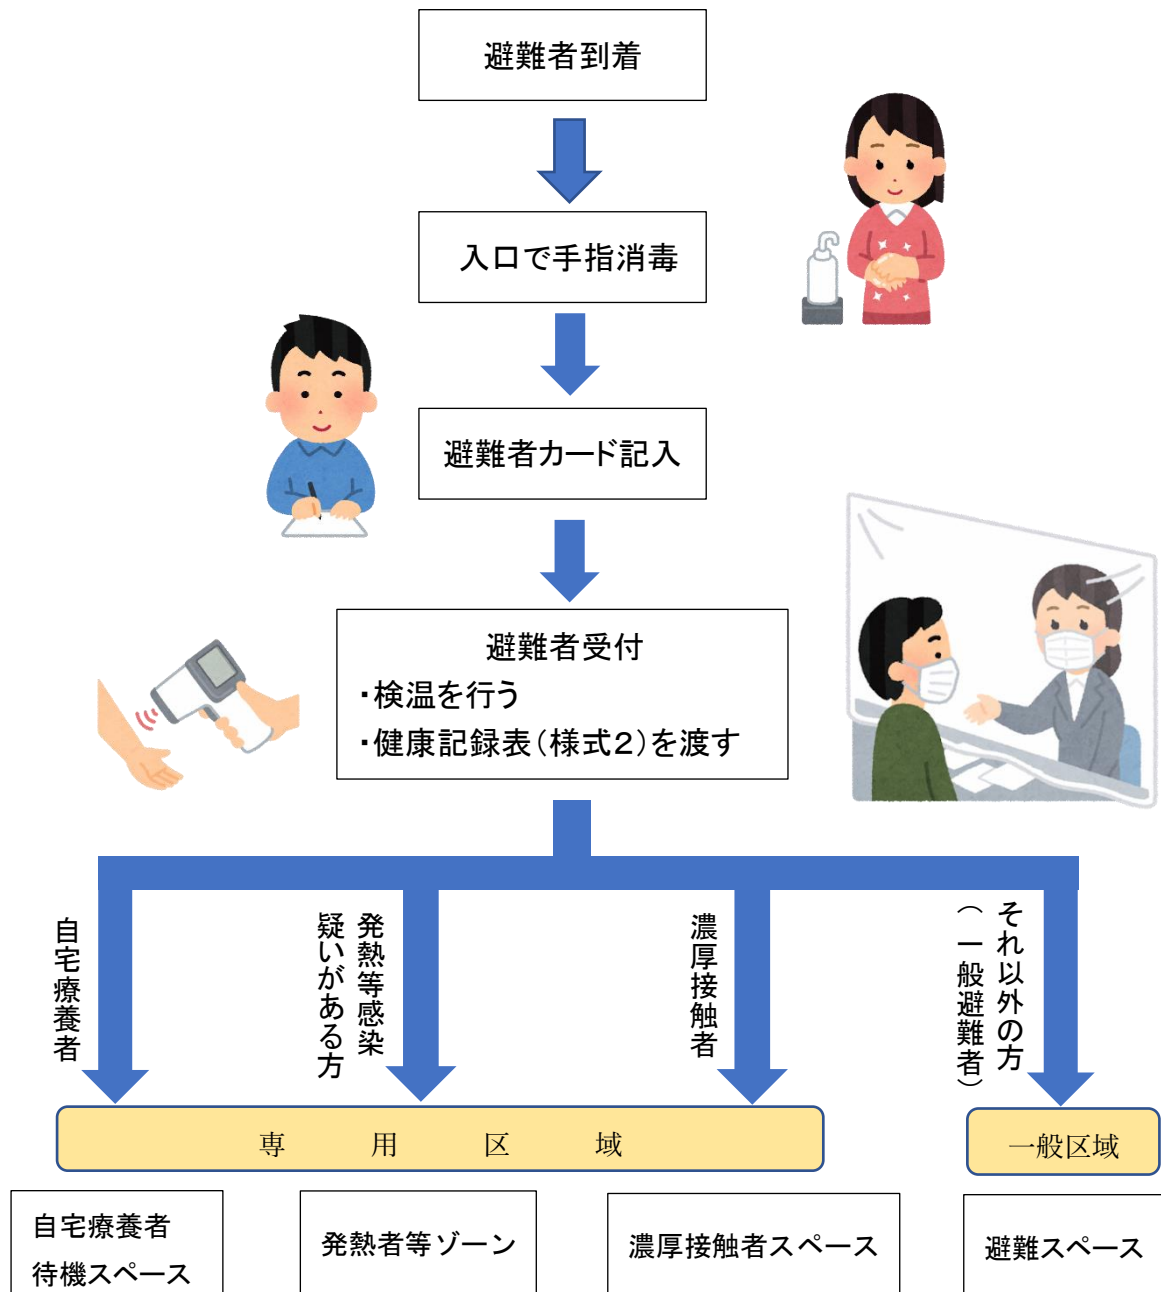 避難者到着
入口で手指消毒
避難者カード記入
避難者受付
・検温を行う
・健康記録表（様式２）を渡す
自宅療養者
発熱等感染
疑いがある方
濃厚接触者
それ以外の方
（一般避難者）
専用区域
一般区域
自宅療養者
待機スペース
発熱者等ゾーン
濃厚接触者スペース
避難スペース